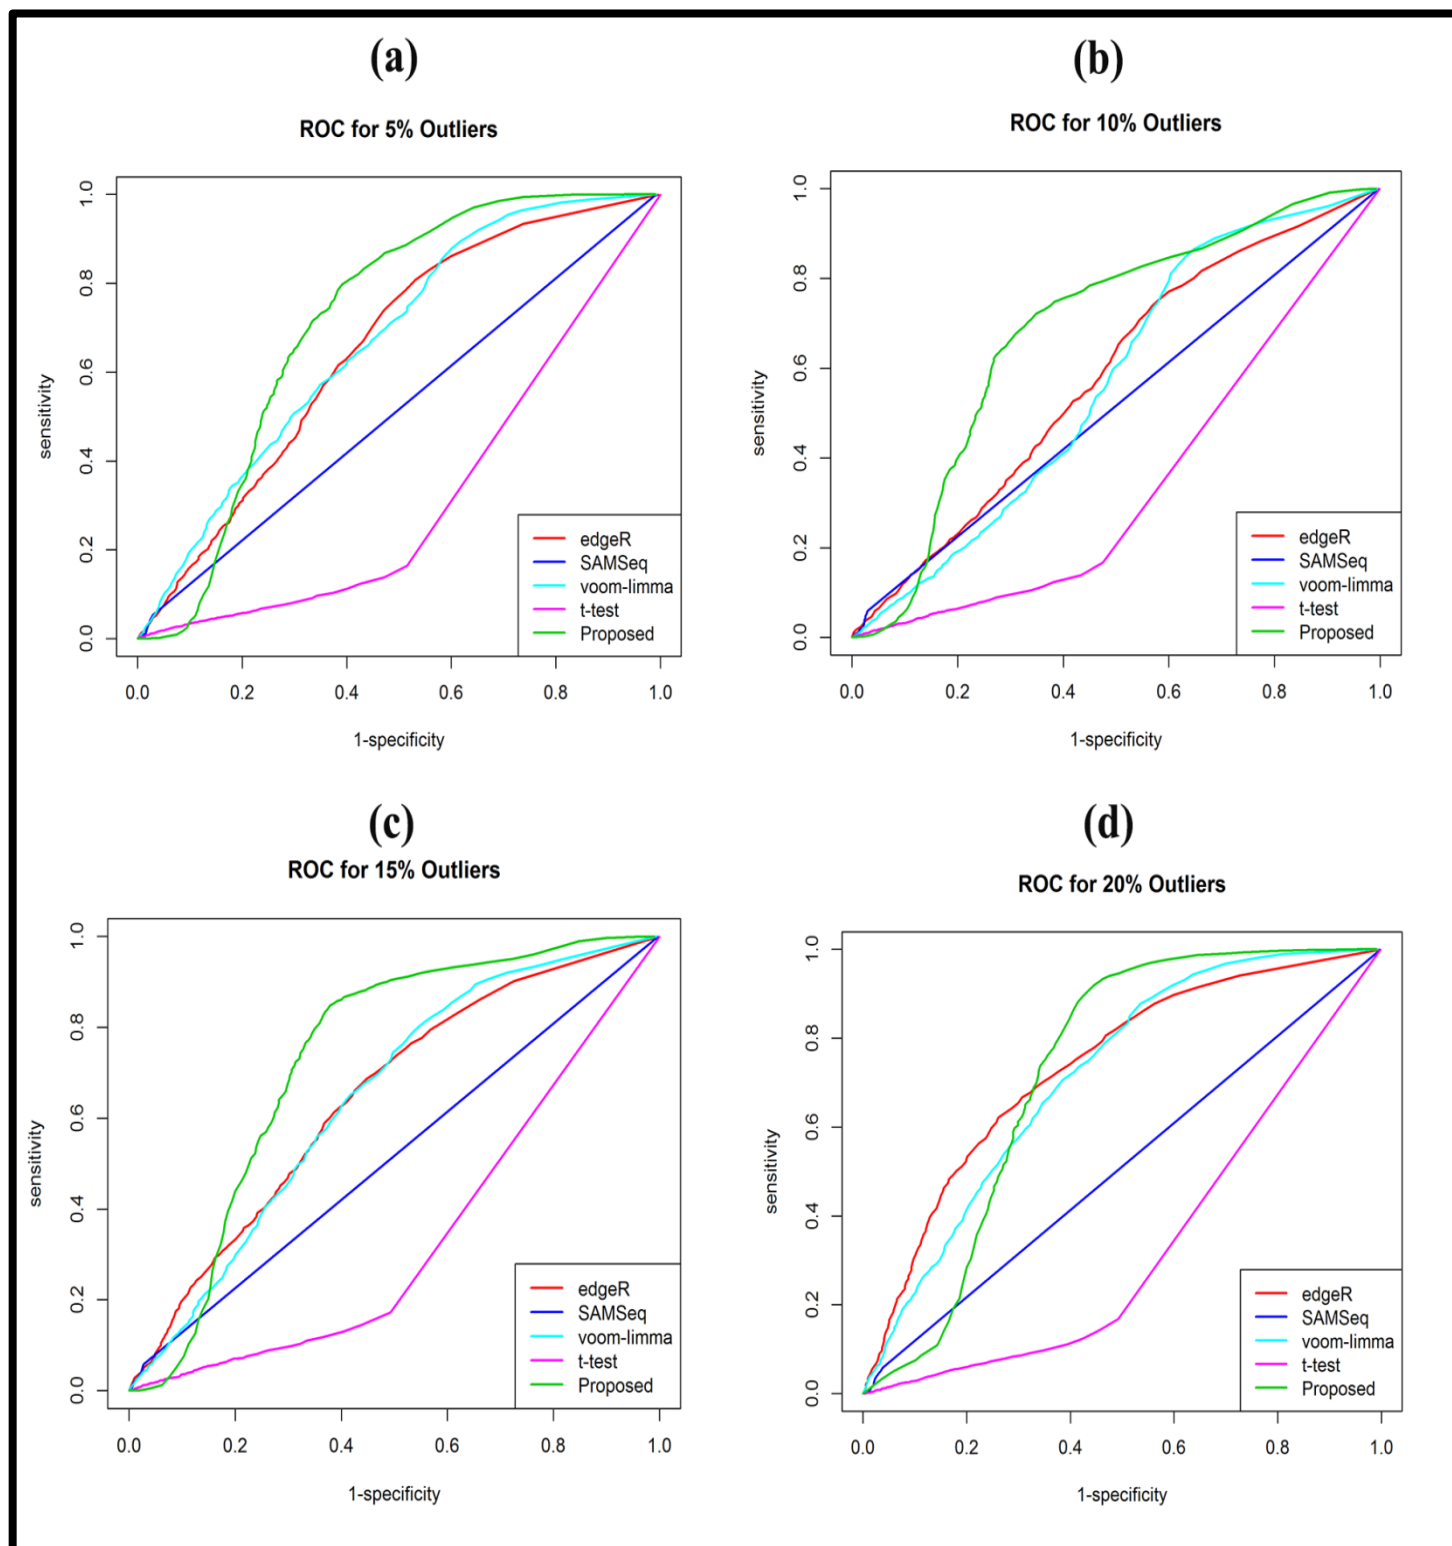 (a)
ROC for 5% Outliers
sensitivity
1.0
0.8
0.6
0.4
0.2
0.0
edgeR
SAMSeq
voom-limma
t-test
Proposed
0.0 0.2 0.4 0.6 0.8 1.0
1-specificity
(b)
ROC for 10% Outliers
sensitivity
1.0
0.8
0.6
0.4
0.2
0.0
edgeR
SAMSeq
voom-limma
t-test
Proposed
0.0 0.2 0.4 0.6 0.8 1.0
1-specificity
(c)
ROC for 15% Outliers
sensitivity
1.0
0.8
0.6
0.4
0.2
0.0
edgeR
SAMSeq
voom-limma
t-test
Proposed
0.0 0.2 0.4 0.6 0.8 1.0
1-specificity
(d)
ROC for 20% Outliers
sensitivity
1.0
0.8
0.6
0.4
0.2
0.0
edgeR
SAMSeq
voom-limma
t-test
Proposed
0.0 0.2 0.4 0.6 0.8 1.0
1-specificity